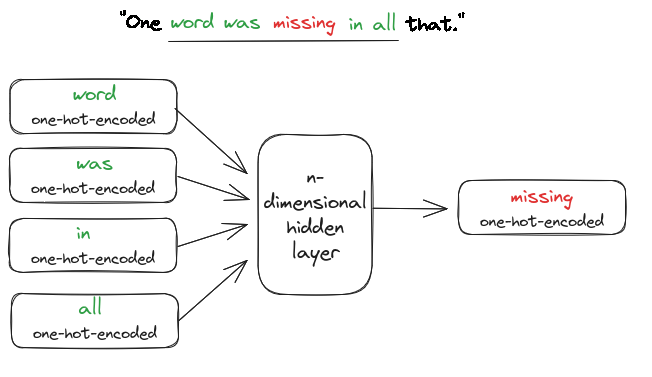 "One word was missing in all that."
word
one-hot-encoded
was
one-hot-encoded
in
one-hot-encoded
all
one-hot-encoded
n-
dimensional
hidden
layer
missing
one-hot-encoded